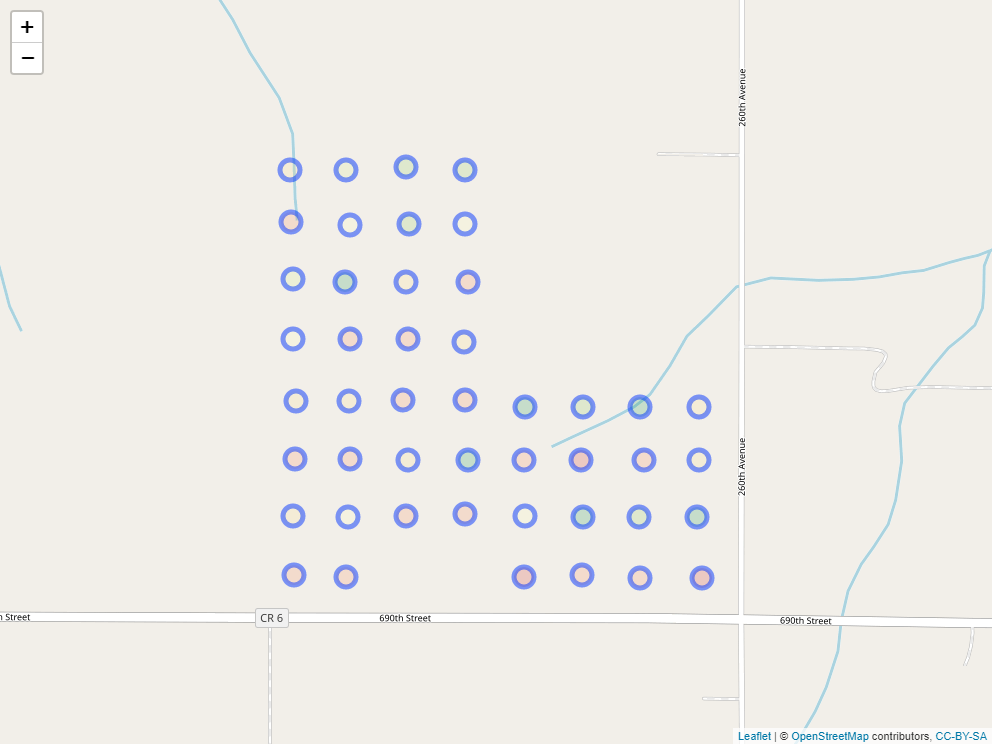 +
−
260th Avenue
260th Avenue
h Street
CR 6
690th Street
690th Street
Leaflet | © OpenStreetMap contributors, CC-BY-SA